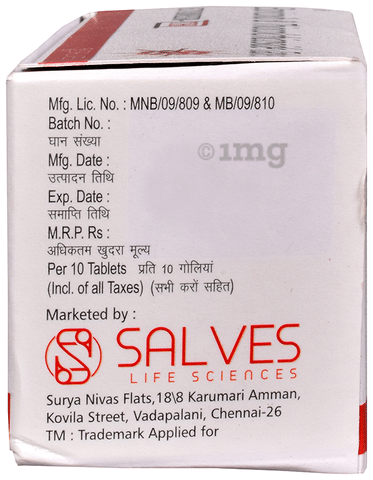 Mfg. Lic. No. : MNB/09/809 & MB/09/810
Batch No. :
घान संख्या
©1mg
Mfg. Date :
उत्पादन तिथि
Exp. Date :
समाप्ति तिथि
M.R.P. Rs :
अधिकतम खुदरा मूल्य
Per 10 Tablets प्रति 10 गोलियां
(Incl. of all Taxes) (सभी करों सहित)
Marketed by :
SALVES
LIFE SCIENCES
Surya Nivas Flats,18\8 Karumari Amman,
Kovila Street, Vadapalani, Chennai-26
TM : Trademark Applied for